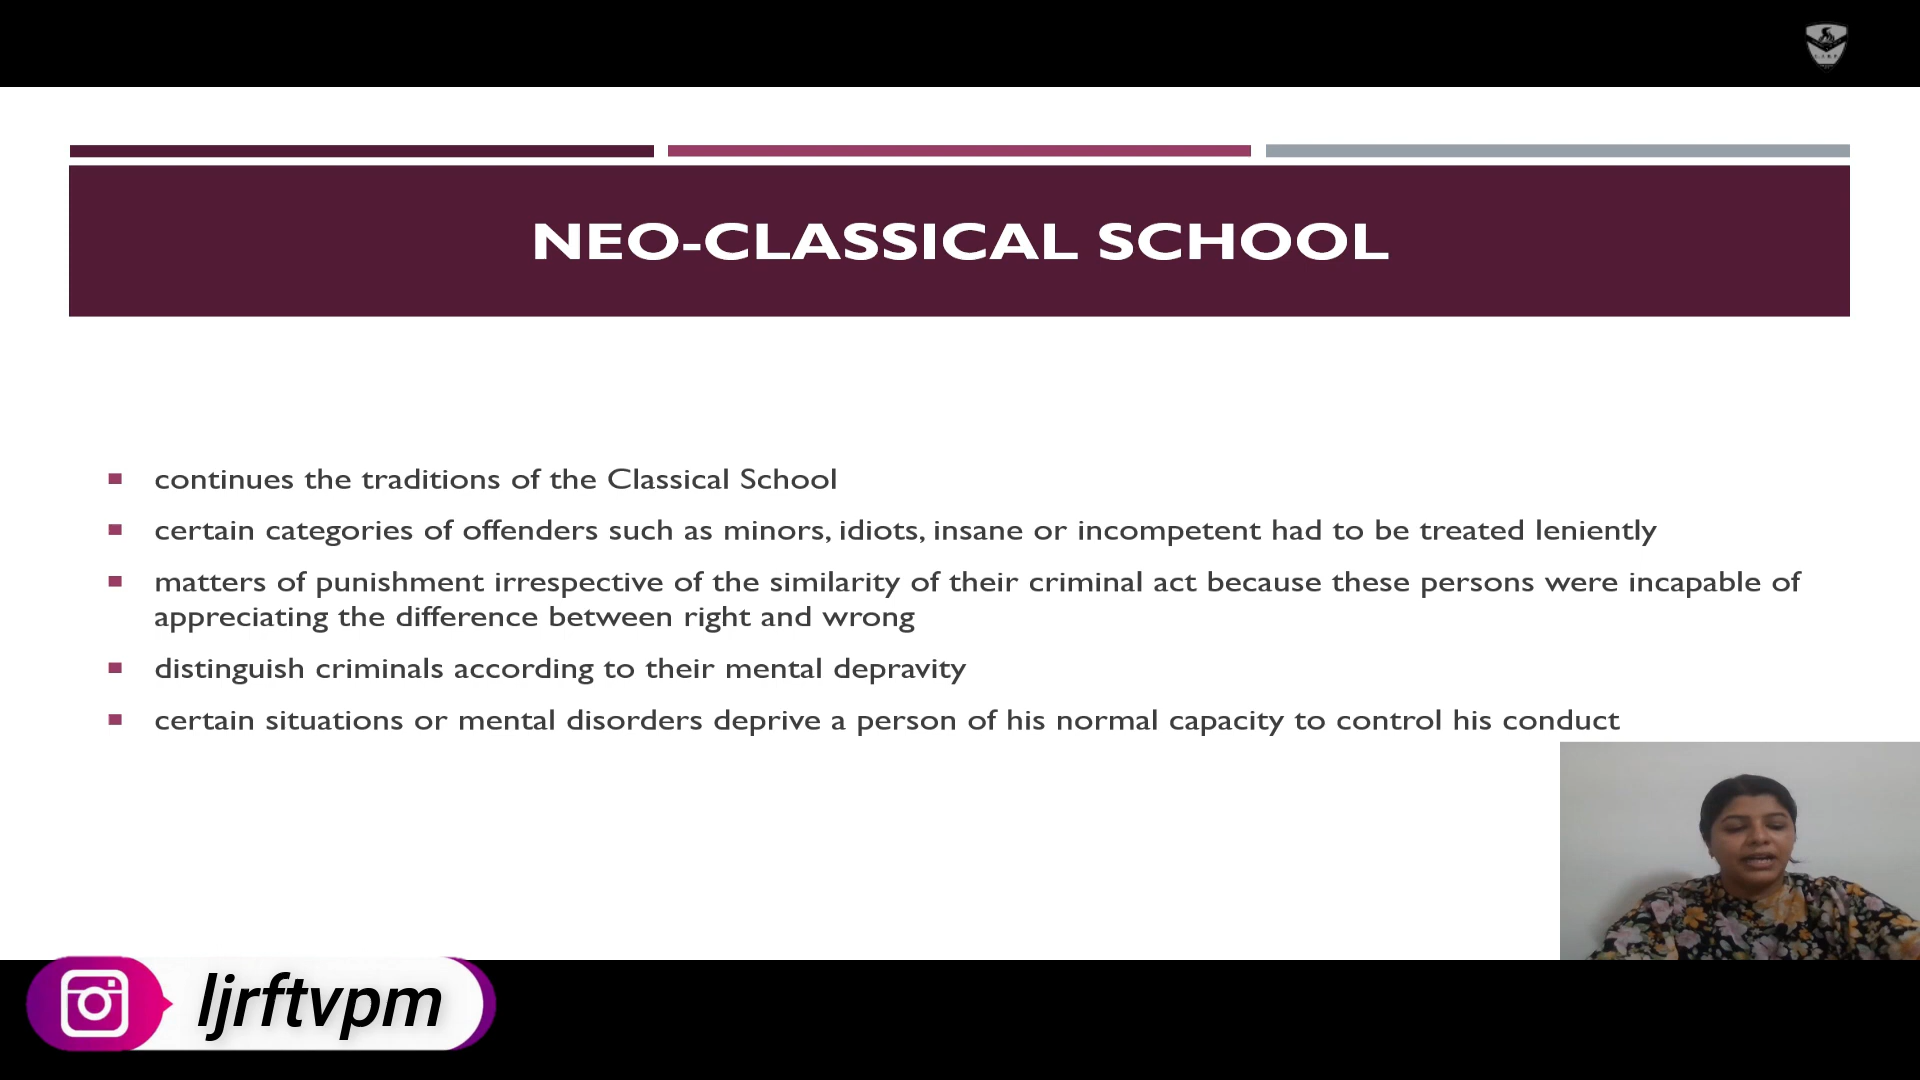 NEO-CLASSICAL SCHOOL
continues the traditions of the Classical School
certain categories of offenders such as minors, idiots, insane or incompetent had to be treated leniently
matters of punishment irrespective of the similarity of their criminal act because these persons were incapable of
appreciating the difference between right and wrong
distinguish criminals according to their mental depravity
certain situations or mental disorders deprive a person of his normal capacity to control his conduct
ljrftvpm